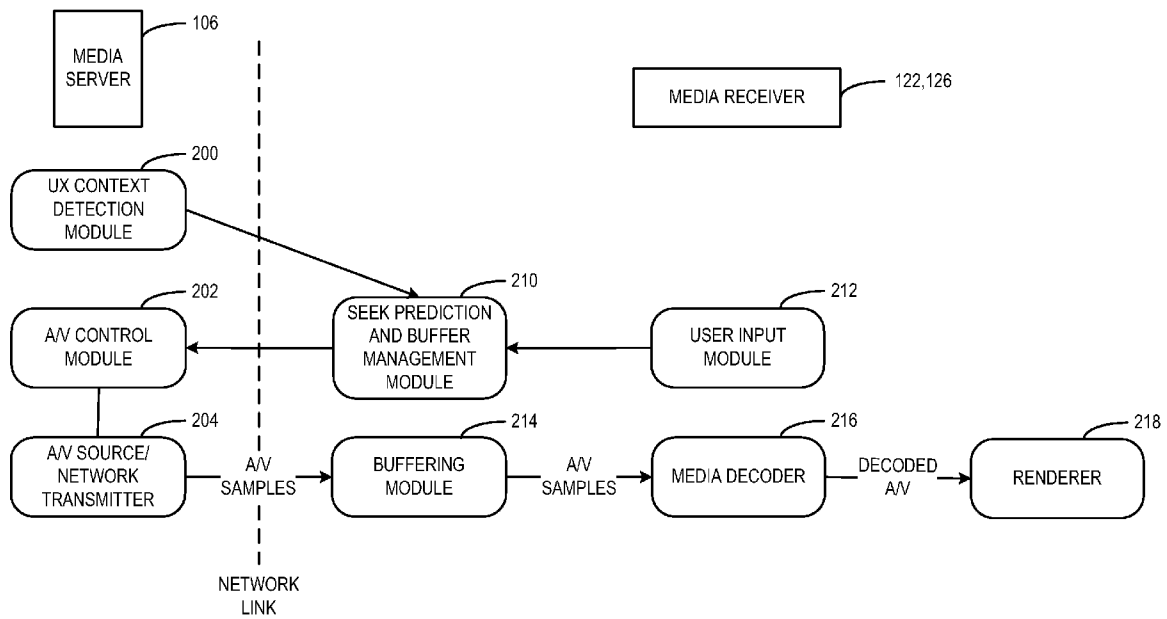 106
MEDIA
SERVER
MEDIA RECEIVER
122,126
200
UX CONTEXT
DETECTION
MODULE
202
A/V CONTROL
MODULE
210
SEEK PREDICTION
AND BUFFER
MANAGEMENT
MODULE
212
USER INPUT
MODULE
204
A/V SOURCE/
NETWORK
TRANSMITTER
A/V
SAMPLES
214
BUFFERING
MODULE
A/V
SAMPLES
216
MEDIA DECODER
DECODED
A/V
218
RENDERER
NETWORK
LINK